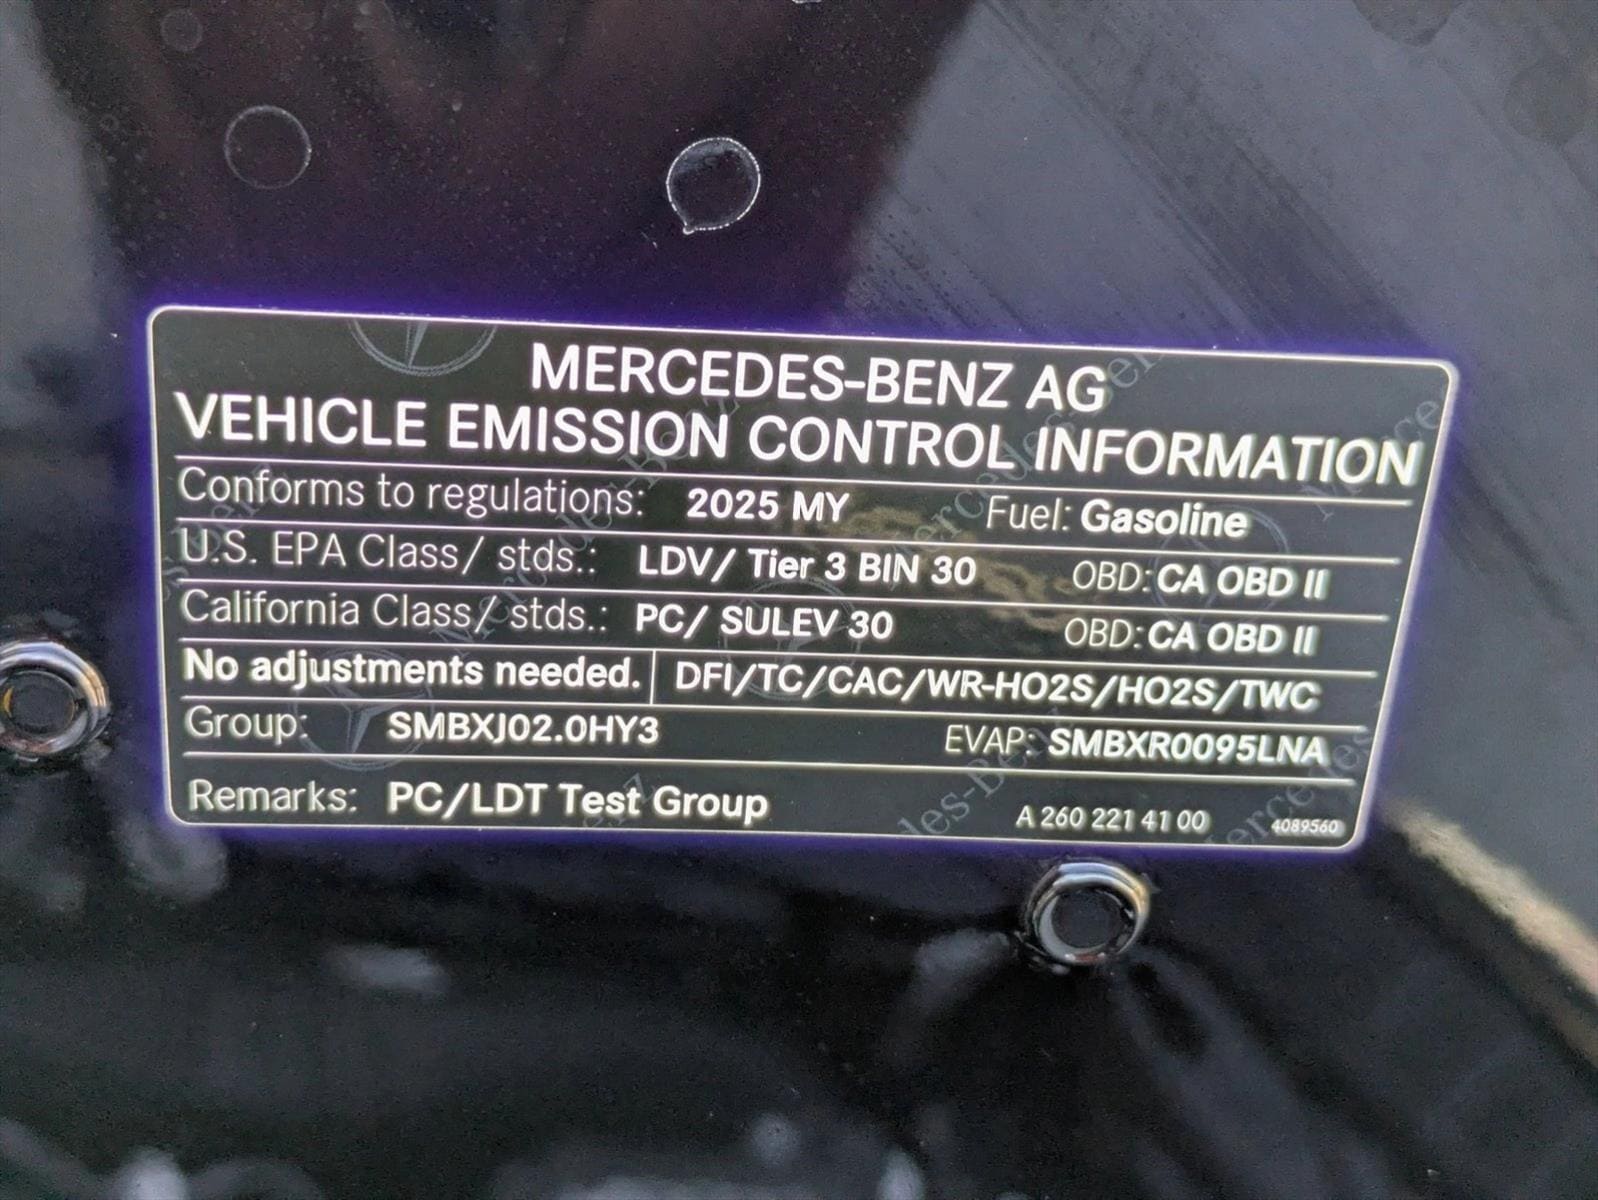 MERCEDES-BENZ AG
VEHICLE EMISSION CONTROL INFORMATION
Conforms to regulations: 2025 MY Fuel: Gasoline
U.S. EPA Class/ stds.: LDV/ Tier 3 BIN 30 OBD: CA OBD II
California Class/ stds.: PC/ SULEV 30 OBD: CA OBD II
No adjustments needed. DFI/TC/CAC/WR-HO2S/HO2S/TWC
Group: SMBXJ02.0HY3 EVAP: SMBXR0095LNA
Remarks: PC/LDT Test Group A 260 221 41 00 4089560